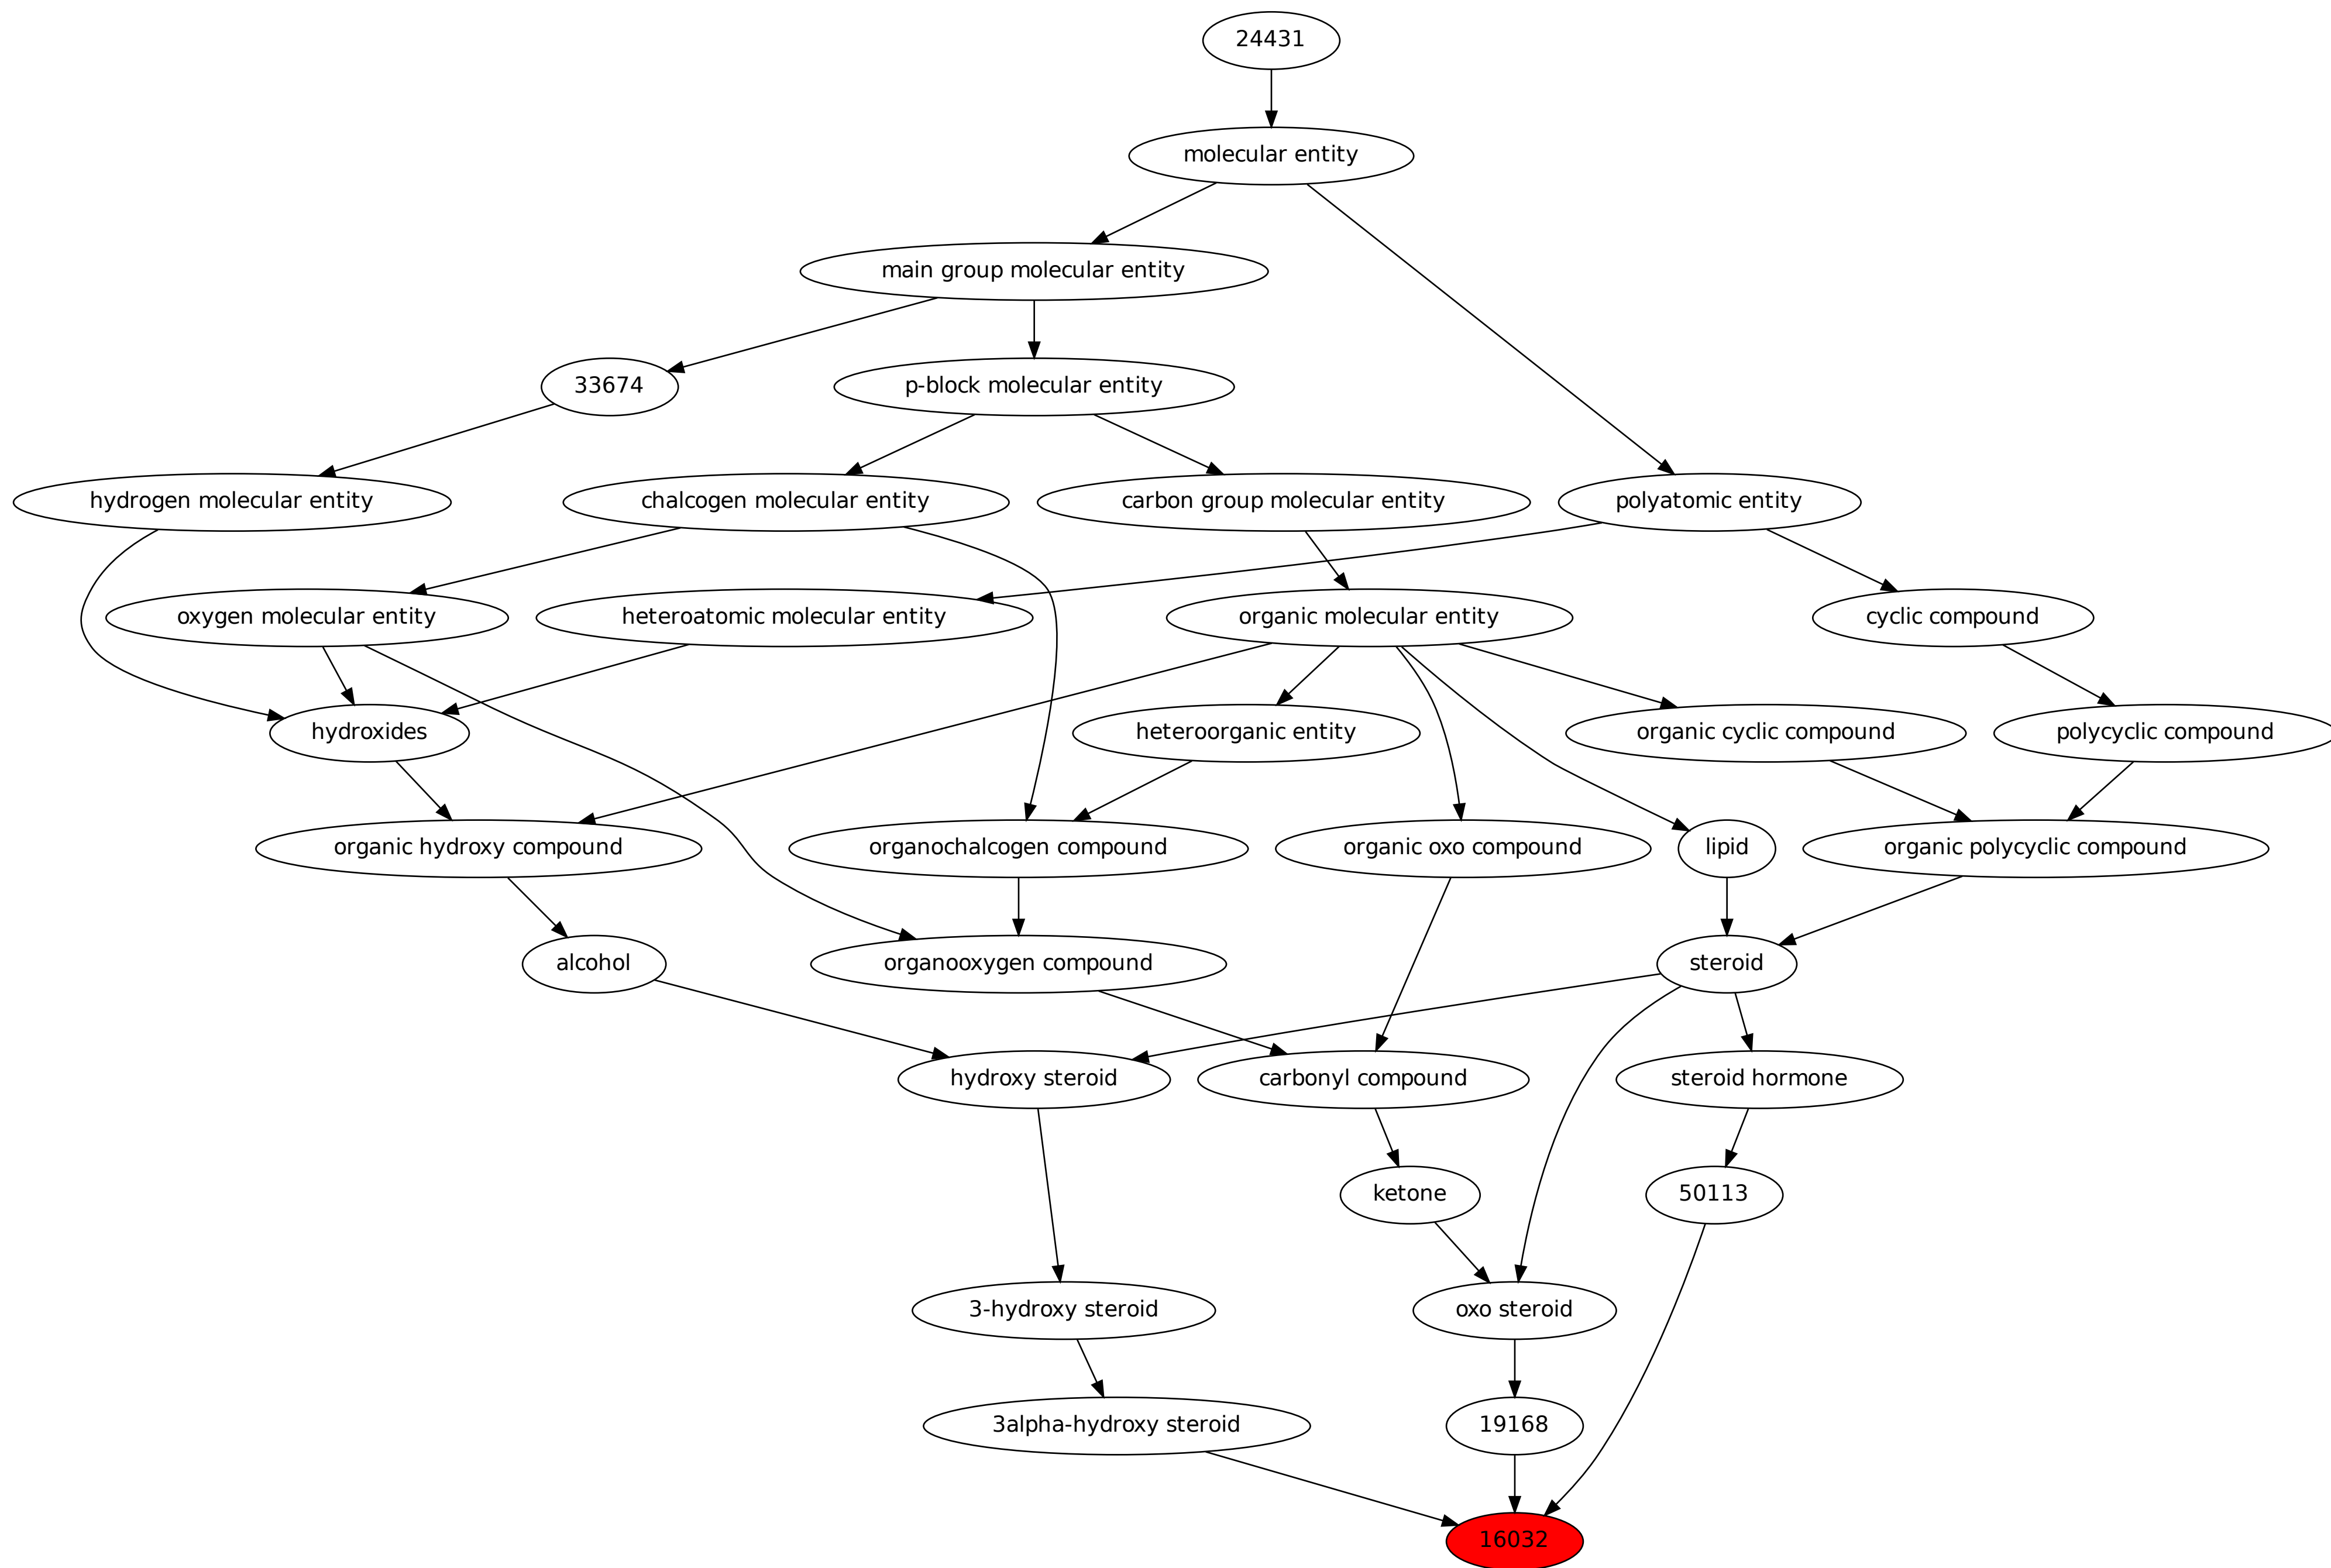 24431
molecular entity
main group molecular entity
33674
p-block molecular entity
hydrogen molecular entity
chalcogen molecular entity
carbon group molecular entity
polyatomic entity
oxygen molecular entity
heteroatomic molecular entity
organic molecular entity
cyclic compound
hydroxides
heteroorganic entity
organic cyclic compound
polycyclic compound
organic hydroxy compound
organochalcogen compound
organic oxo compound
lipid
organic polycyclic compound
alcohol
organooxygen compound
steroid
hydroxy steroid
carbonyl compound
steroid hormone
ketone
50113
3-hydroxy steroid
oxo steroid
3alpha-hydroxy steroid
19168
16032